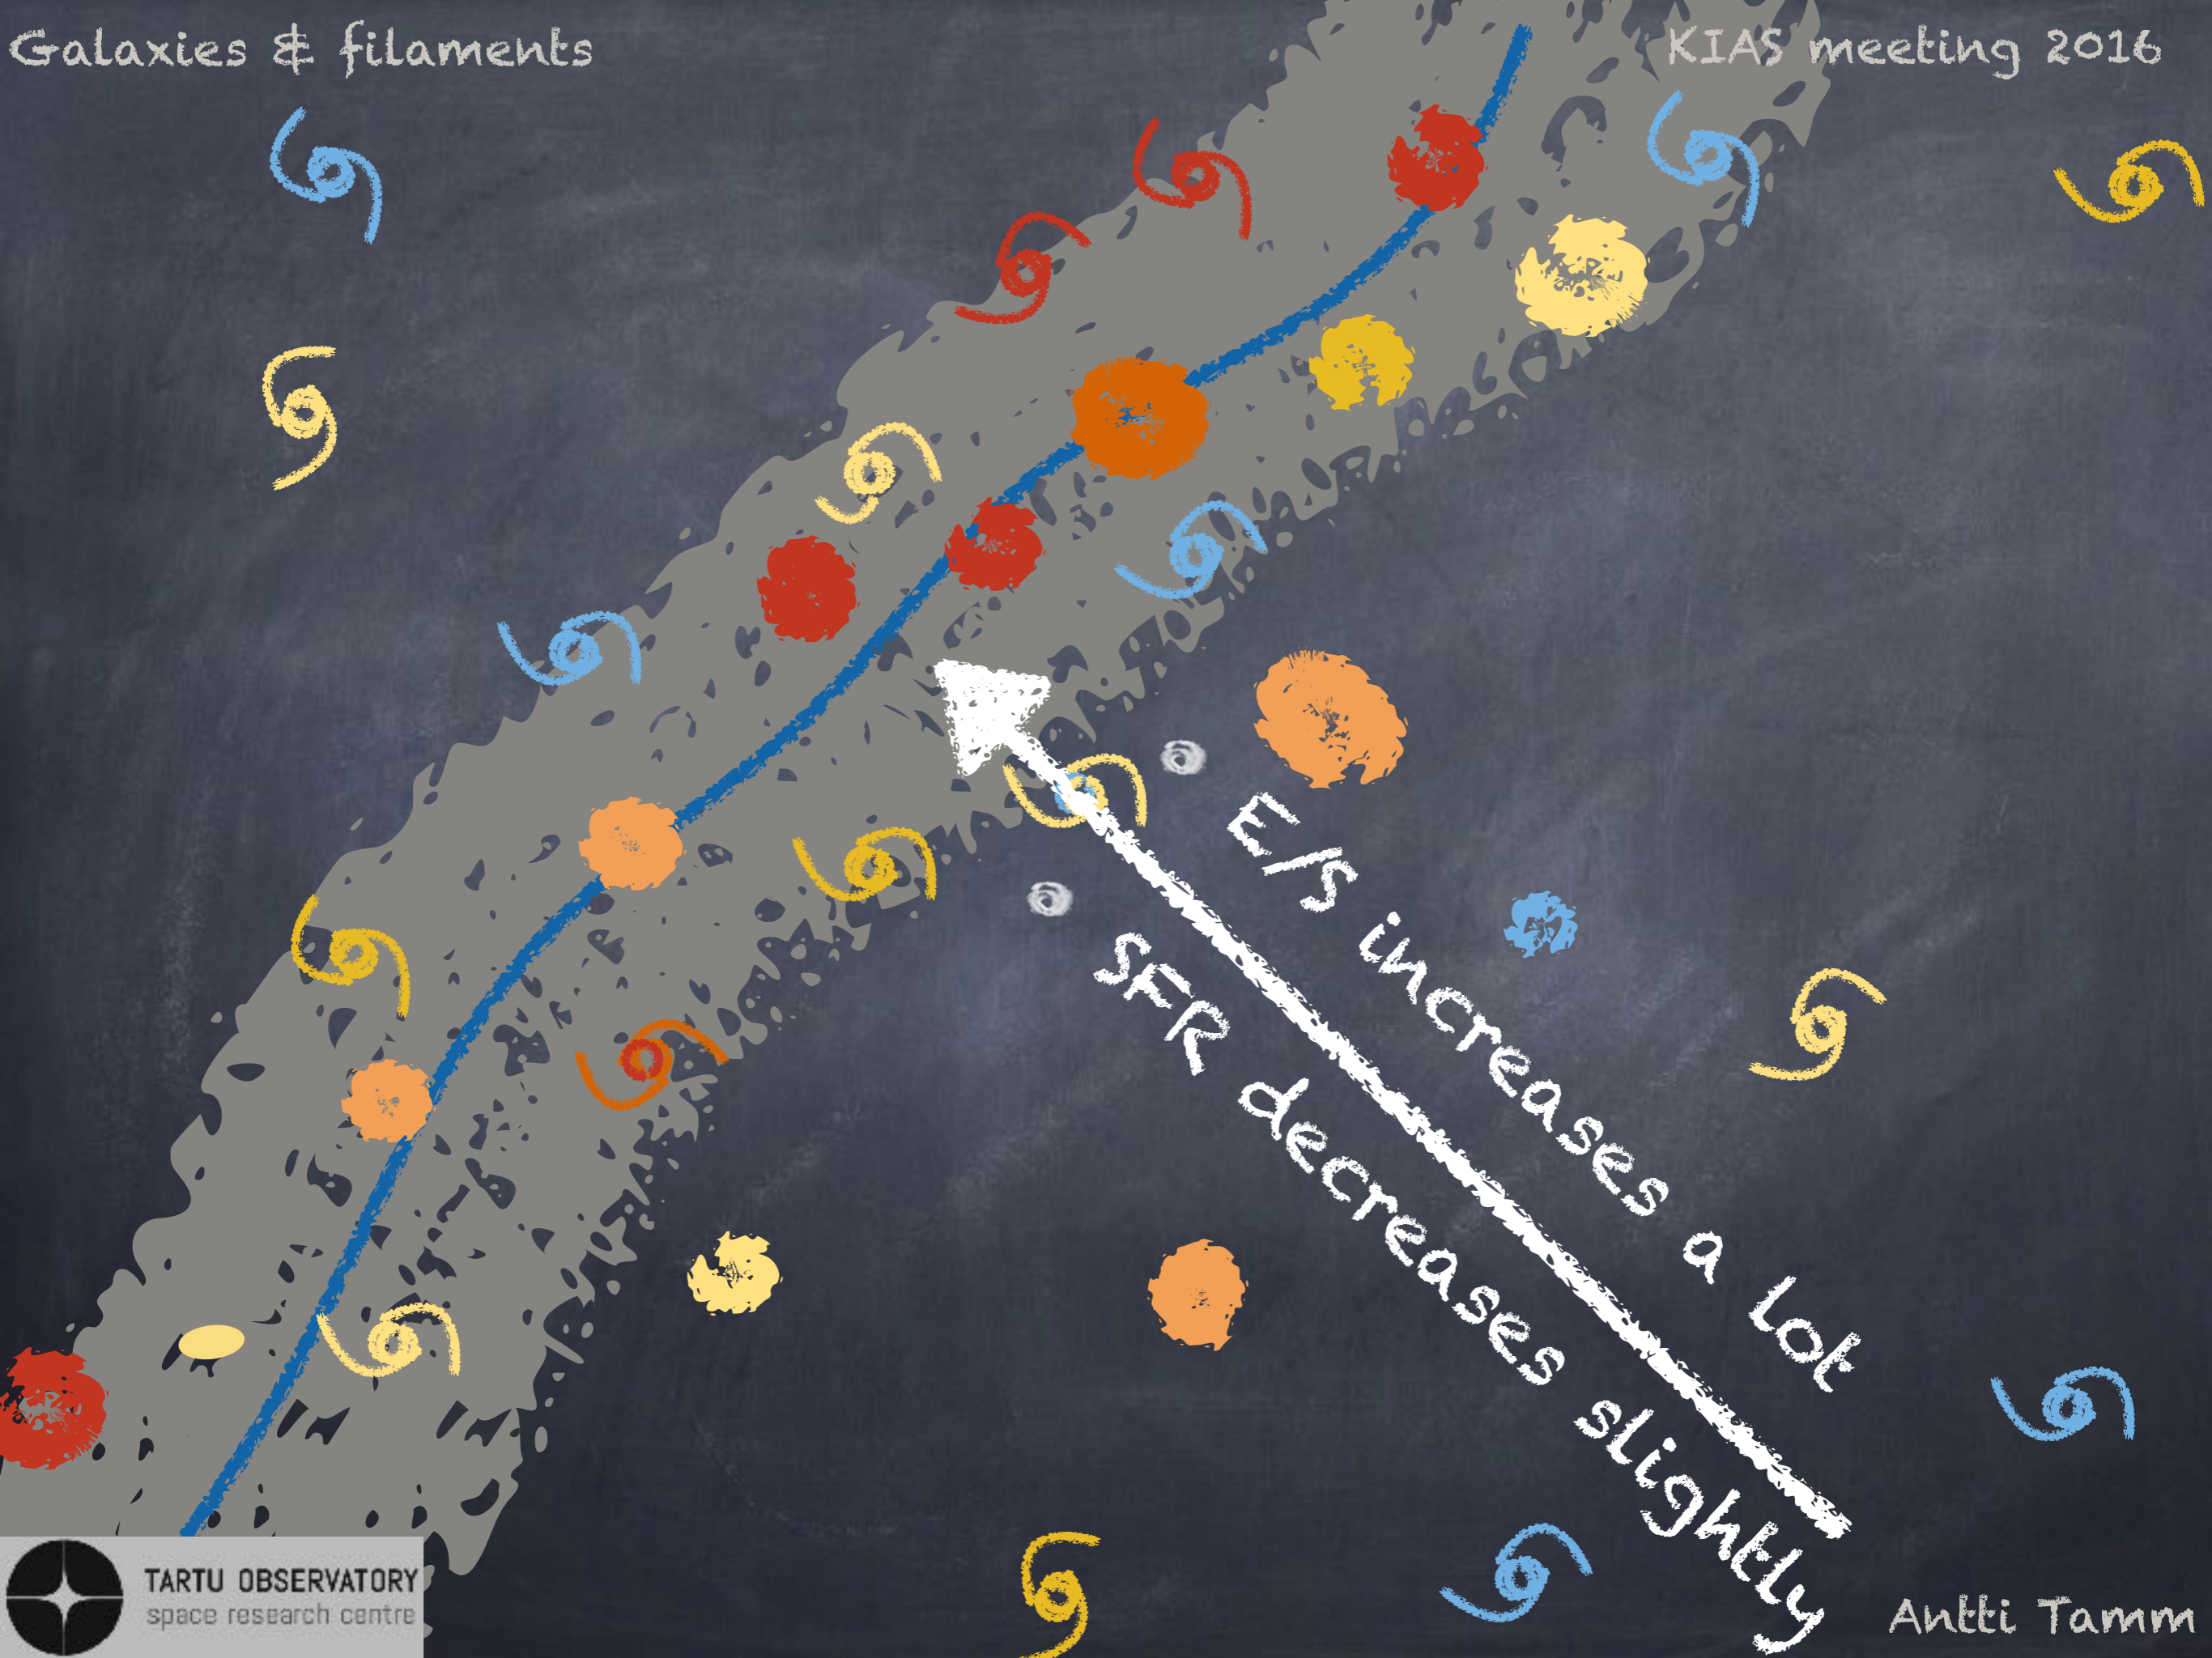 Galaxies & filaments
KIAS meeting 2016
E/S increases a lot
SFR decreases slightly
TARTU OBSERVATORY
space research centre
Antti Tamm